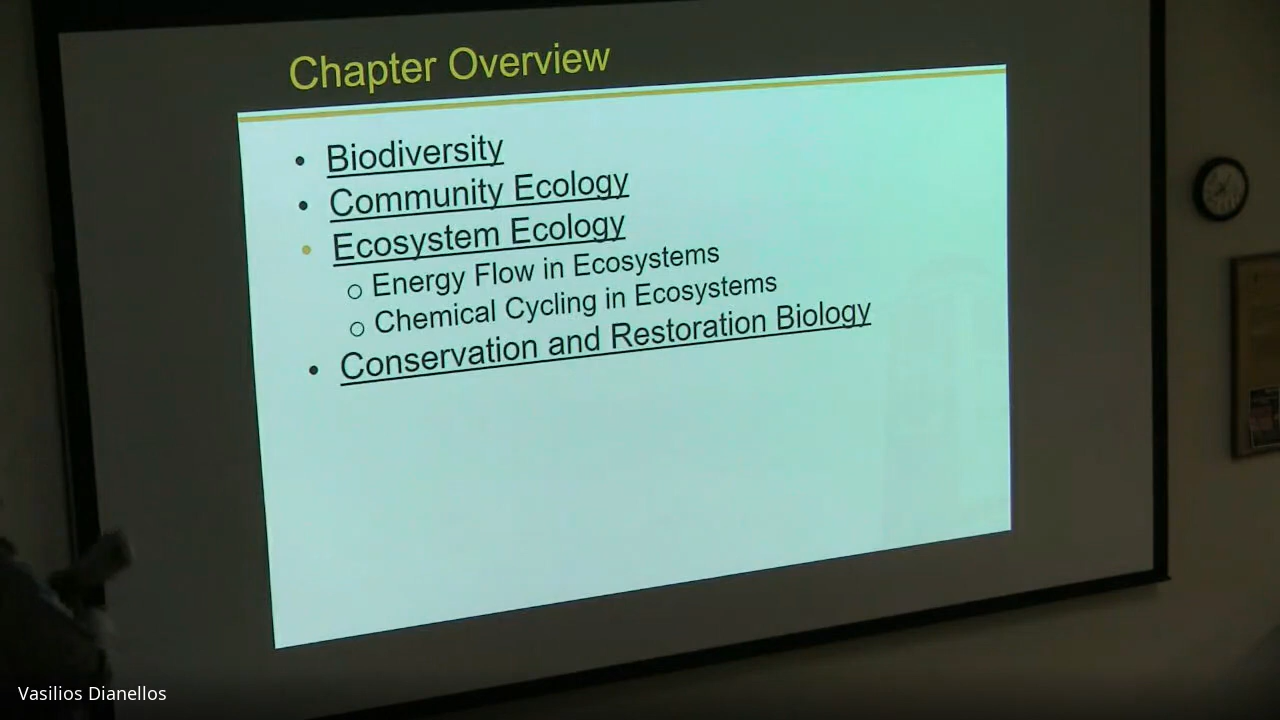 Chapter Overview
• Biodiversity
• Community Ecology
• Ecosystem Ecology
○ Energy Flow in Ecosystems
○ Chemical Cycling in Ecosystems
• Conservation and Restoration Biology
Vasilios Dianellos